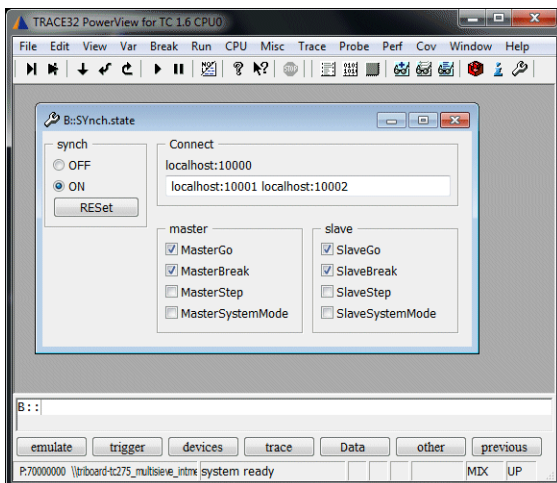 TRACE32 PowerView for TC 1.6 CPU0
File Edit View Var Break Run CPU Misc Trace Probe Perf Cov Window Help
B::SYnch.state
synch
OFF
ON
RESet
Connect
localhost:10000
localhost:10001 localhost:10002
master
MasterGo
MasterBreak
MasterStep
MasterSystemMode
slave
SlaveGo
SlaveBreak
SlaveStep
SlaveSystemMode
B::
emulate trigger devices trace Data other previous
P:70000000 \\triboard-tc275_multisieve_intme system ready MIX UP